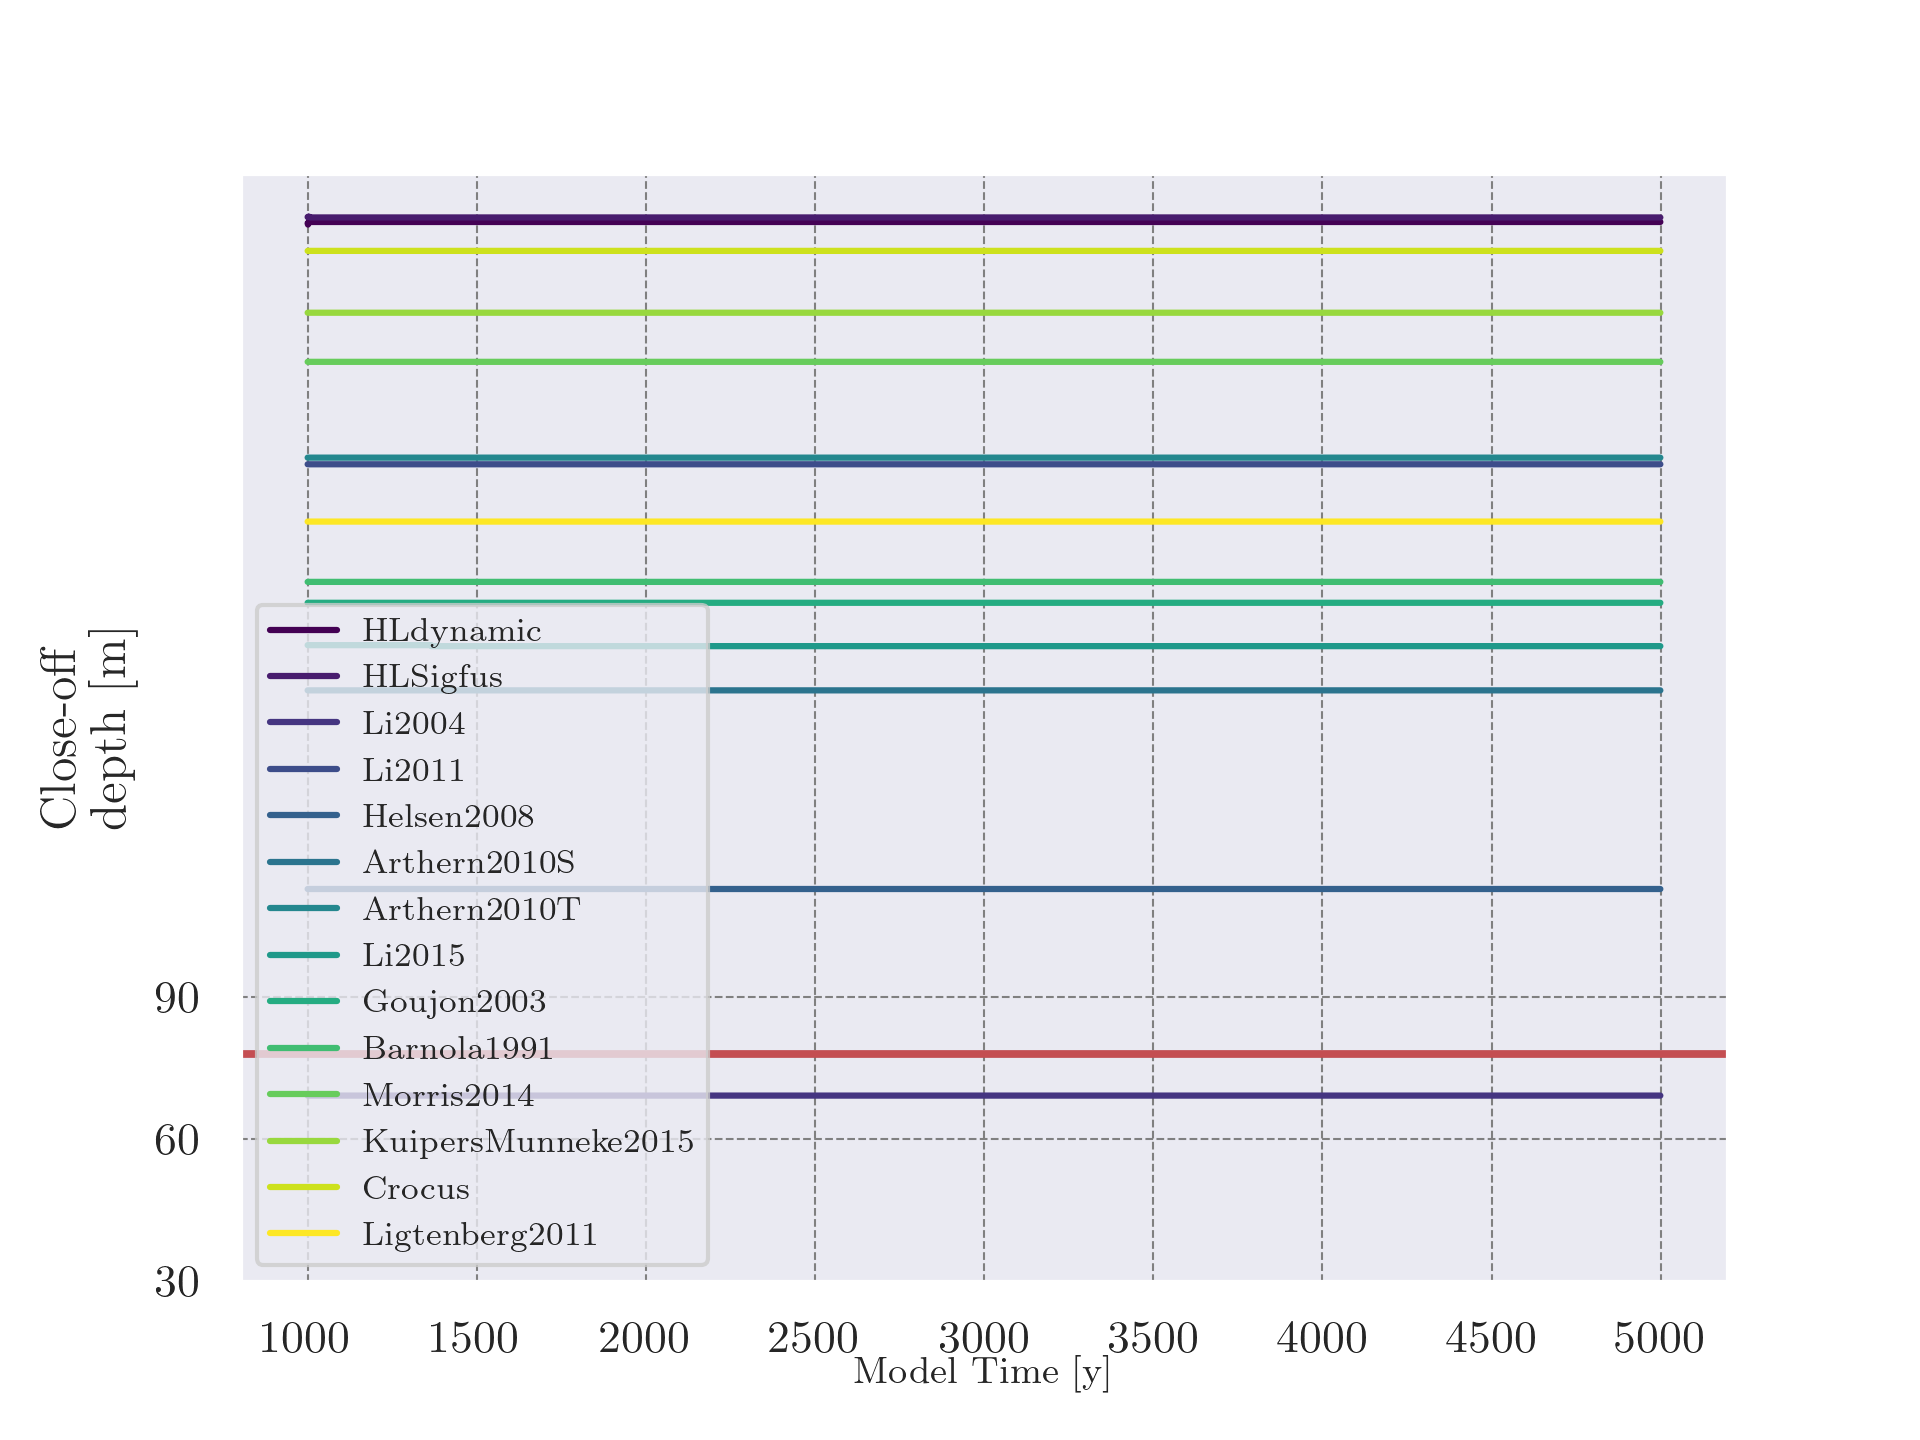 Close-off
depth [m]
90
60
30
HLdynamic
HLSigfus
Li2004
Li2011
Helsen2008
Arthern2010S
Arthern2010T
Li2015
Goujon2003
Barnola1991
Morris2014
KuipersMunneke2015
Crocus
Ligtenberg2011
1000 1500 2000 2500 3000 3500 4000 4500 5000
Model Time [y]